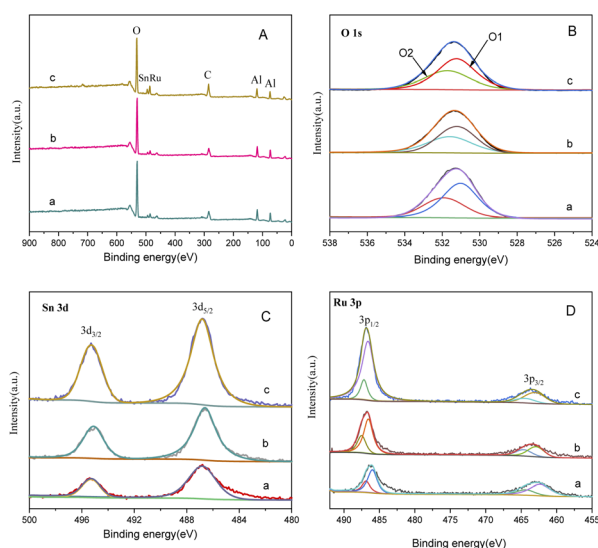 A
O
SnRu
C
Al
Al
c
b
a
Intensity(a.u.)
900 800 700 600 500 400 300 200 100 0
Binding energy(eV)
O 1s
B
O2
O1
c
b
a
Intensity(a.u.)
538 536 534 532 530 528 526 524
Binding energy(eV)
Sn 3d
C
3d3/2
3d5/2
c
b
a
Intensity(a.u.)
500 496 492 488 484 480
Binding energy(eV)
Ru 3p
D
3p1/2
3p3/2
c
b
a
Intensity(a.u.)
490 485 480 475 470 465 460 455
Binding energy(eV)